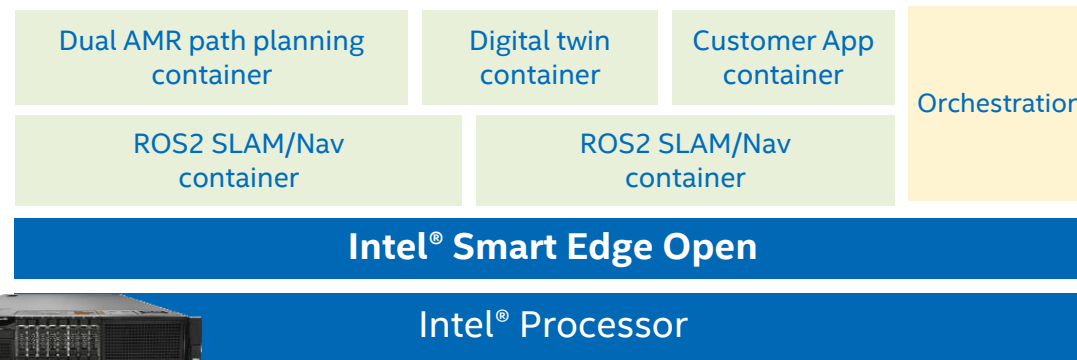 Dual AMR path planning
container
Digital twin
container
Customer App
container
Orchestration
ROS2 SLAM/Nav
container
ROS2 SLAM/Nav
container
Intel® Smart Edge Open
Intel® Processor